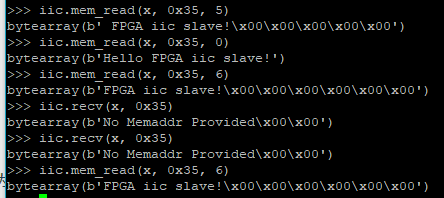 >>> iic.mem_read(x, 0x35, 5)
bytearray(b' FPGA iic slave!\x00\x00\x00\x00\x00')
>>> iic.mem_read(x, 0x35, 0)
bytearray(b'Hello FPGA iic slave!')
>>> iic.mem_read(x, 0x35, 6)
bytearray(b'FPGA iic slave!\x00\x00\x00\x00\x00\x00')
>>> iic.recv(x, 0x35)
bytearray(b'No Memaddr Provided\x00\x00')
>>> iic.recv(x, 0x35)
bytearray(b'No Memaddr Provided\x00\x00')
>>> iic.mem_read(x, 0x35, 6)
bytearray(b'FPGA iic slave!\x00\x00\x00\x00\x00\x00')